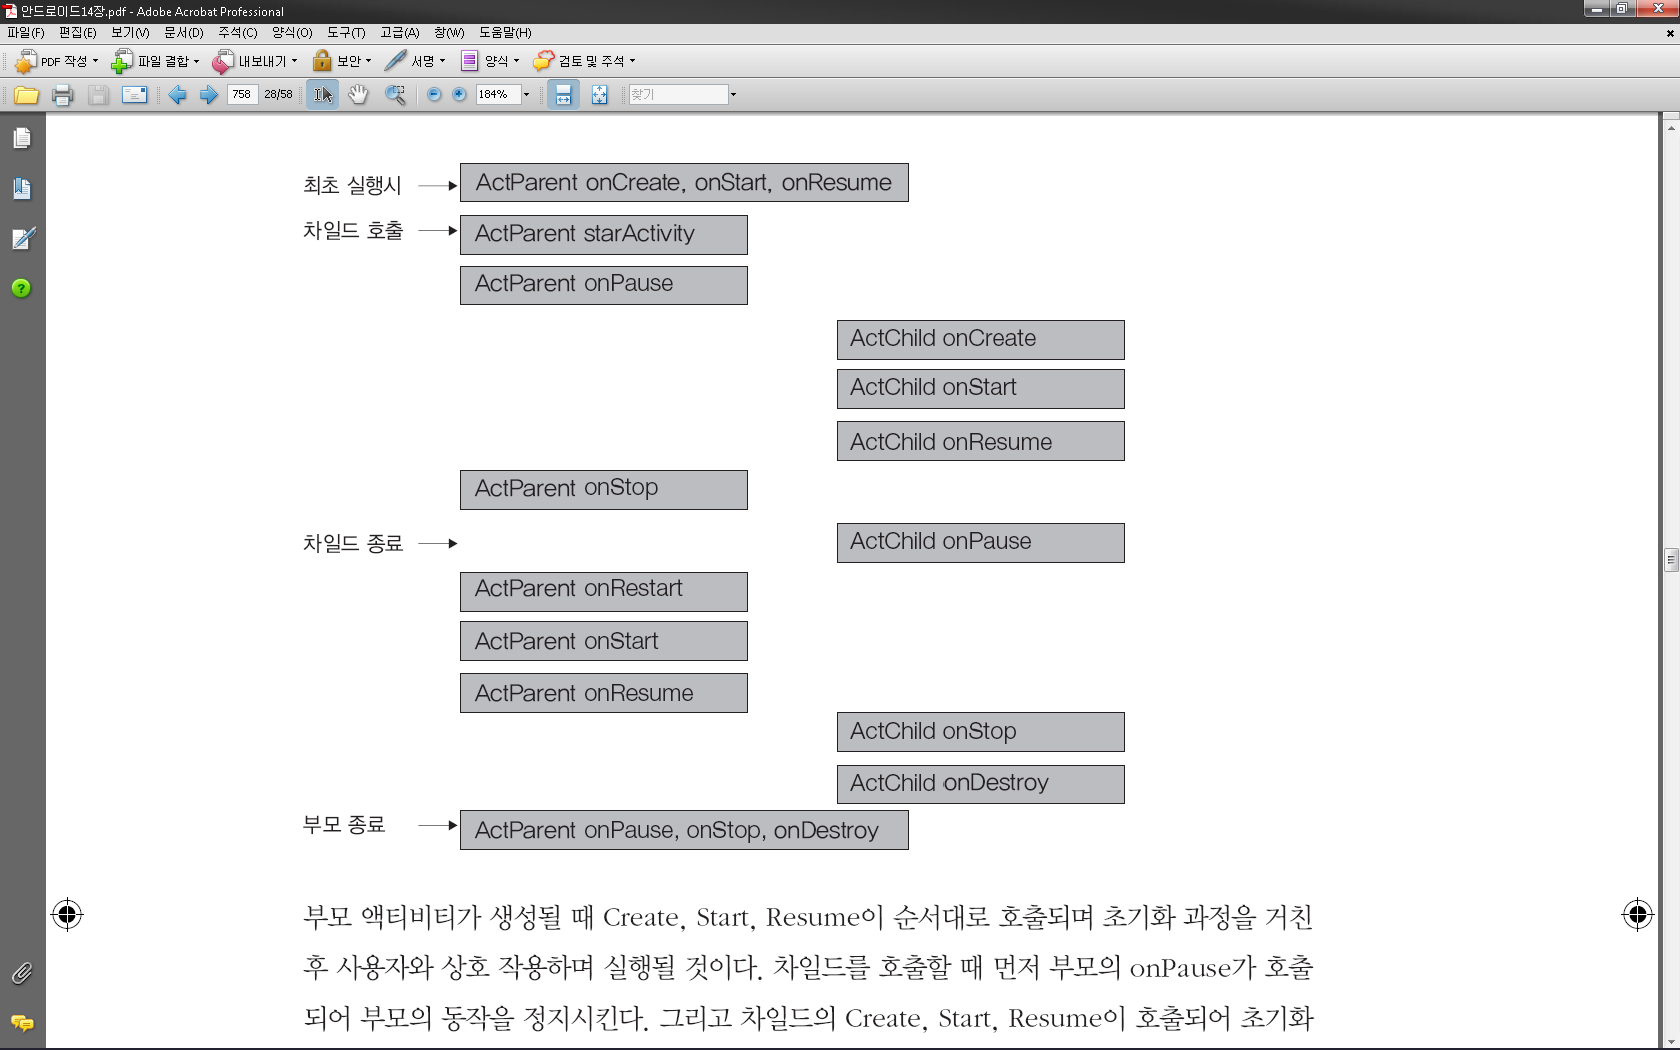 안드로이드14장.pdf - Adobe Acrobat Professional
파일(F) 편집(E) 보기(V) 문서(D) 주석(C) 양식(O) 도구(T) 고급(A) 창(W) 도움말(H)
PDF 작성 파일 결합 내보내기 보안 서명 양식 검토 및 주석
758 28/58 184% 찾기
최초 실행시 ActParent onCreate, onStart, onResume
차일드 호출 ActParent starActivity
ActParent onPause
ActChild onCreate
ActChild onStart
ActChild onResume
ActParent onStop
차일드 종료 ActChild onPause
ActParent onRestart
ActParent onStart
ActParent onResume
ActChild onStop
ActChild onDestroy
부모 종료 ActParent onPause, onStop, onDestroy
부모 액티비티가 생성될 때 Create, Start, Resume이 순서대로 호출되며 초기화 과정을 거친
후 사용자와 상호 작용하며 실행될 것이다. 차일드를 호출할 때 먼저 부모의 onPause가 호출
되어 부모의 동작을 정지시킨다. 그리고 차일드의 Create, Start, Resume이 호출되어 초기화